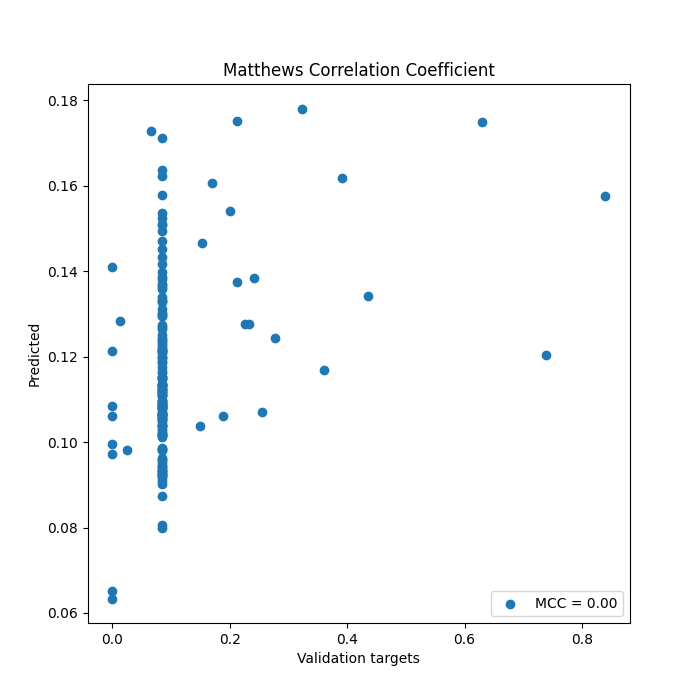 Matthews Correlation Coefficient
0.18
0.16
0.14
0.12
0.10
0.08
0.06
Predicted
MCC = 0.00
0.0 0.2 0.4 0.6 0.8
Validation targets